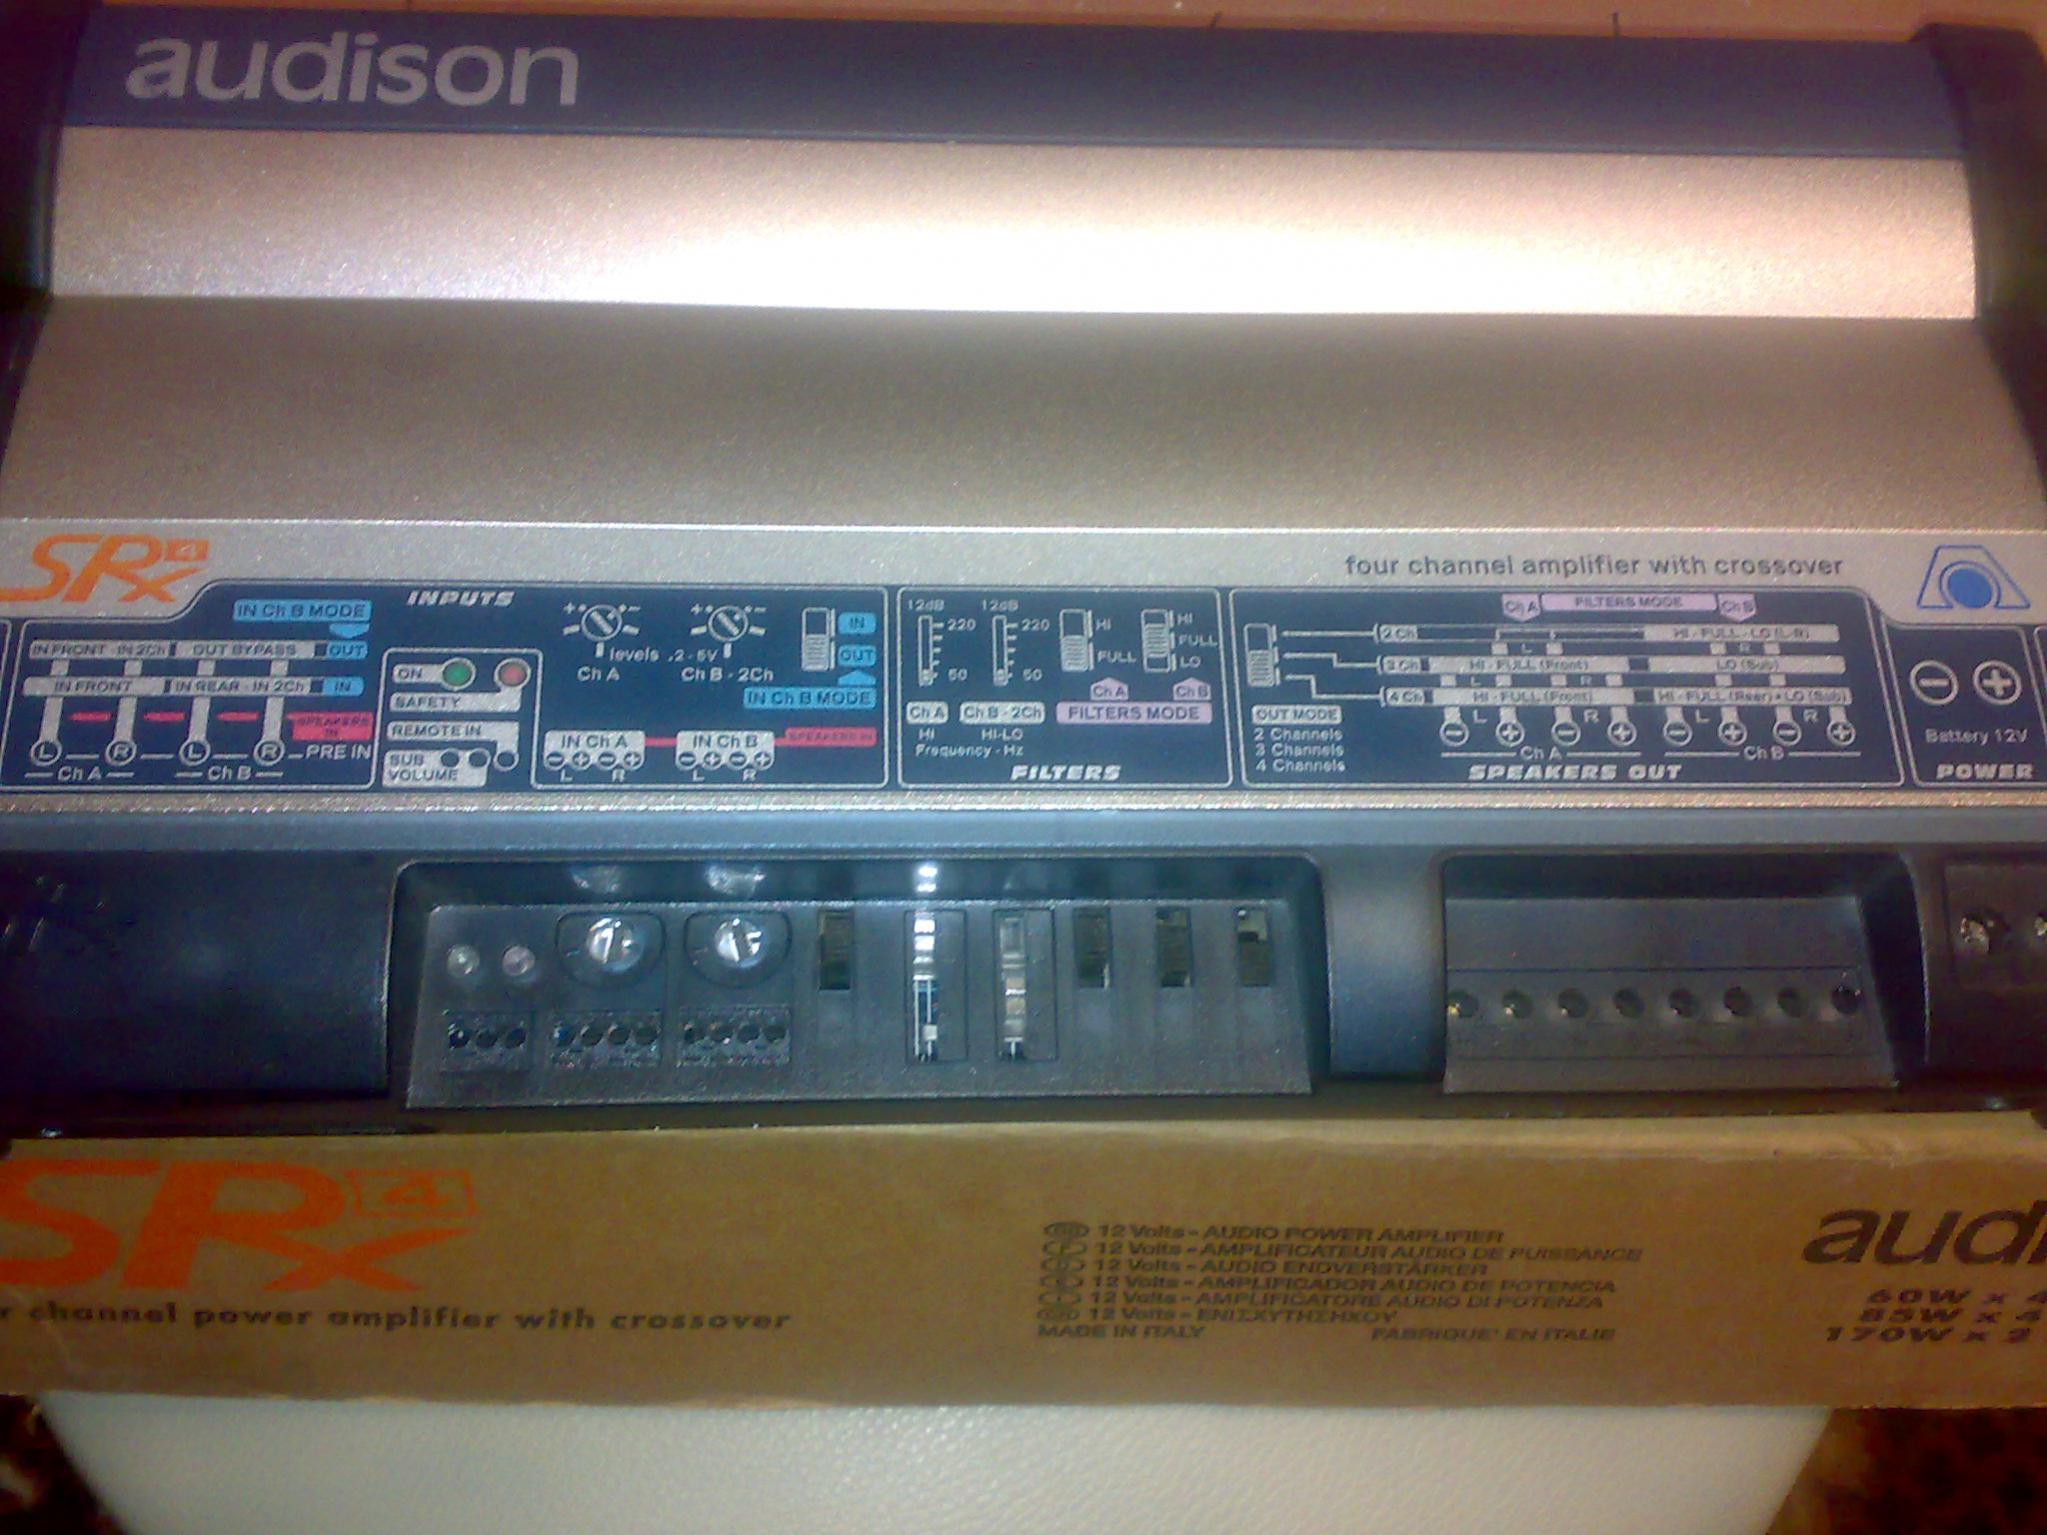 audison
SRx 4
four channel amplifier with crossover
INPUTS
IN Ch B MODE
IN FRONT - IN 2Ch OUT BYPASS OUT
IN FRONT IN REAR - IN 2Ch IN
SPEAKERS IN
L R L R PRE IN
Ch A Ch B
ON
SAFETY
REMOTE IN
SUB VOLUME
Ch A levels .2 - 5V Ch B - 2Ch
IN
OUT
IN Ch B MODE
IN Ch A IN Ch B SPEAKERS IN
L R L R
12dB 12dB
220 220
50 50
HI
FULL
HI
FULL
LO
Ch A Ch B
Ch A Ch B - 2Ch FILTERS MODE
HI HI-LO
Frequency - Hz
FILTERS
Ch A FILTERS MODE Ch B
2 Ch HI - FULL - LO (L-R)
L R
3 Ch HI - FULL (Front) LO (Sub)
L R L R
4 Ch HI - FULL (Front) HI - FULL (Rear) • LO (Sub)
L R L R
OUT MODE
2 Channels
3 Channels
4 Channels
Ch A Ch B
SPEAKERS OUT
Battery 12V
POWER
SRx 4
r channel power amplifier with crossover
12 Volts - AUDIO POWER AMPLIFIER
12 Volts - AMPLIFICATEUR AUDIO DE PUISSANCE
12 Volts - AUDIO ENDVERSTÄRKER
12 Volts - AMPLIFICADOR AUDIO DE POTENCIA
12 Volts - AMPLIFICATORE AUDIO DI POTENZA
12 Volts - ΕΝΙΣΧΥΤΗΣΗΧΟΥ
MADE IN ITALY FABRIQUE' EN ITALIE
audi
60W x 4
85W x 4
170W x 2